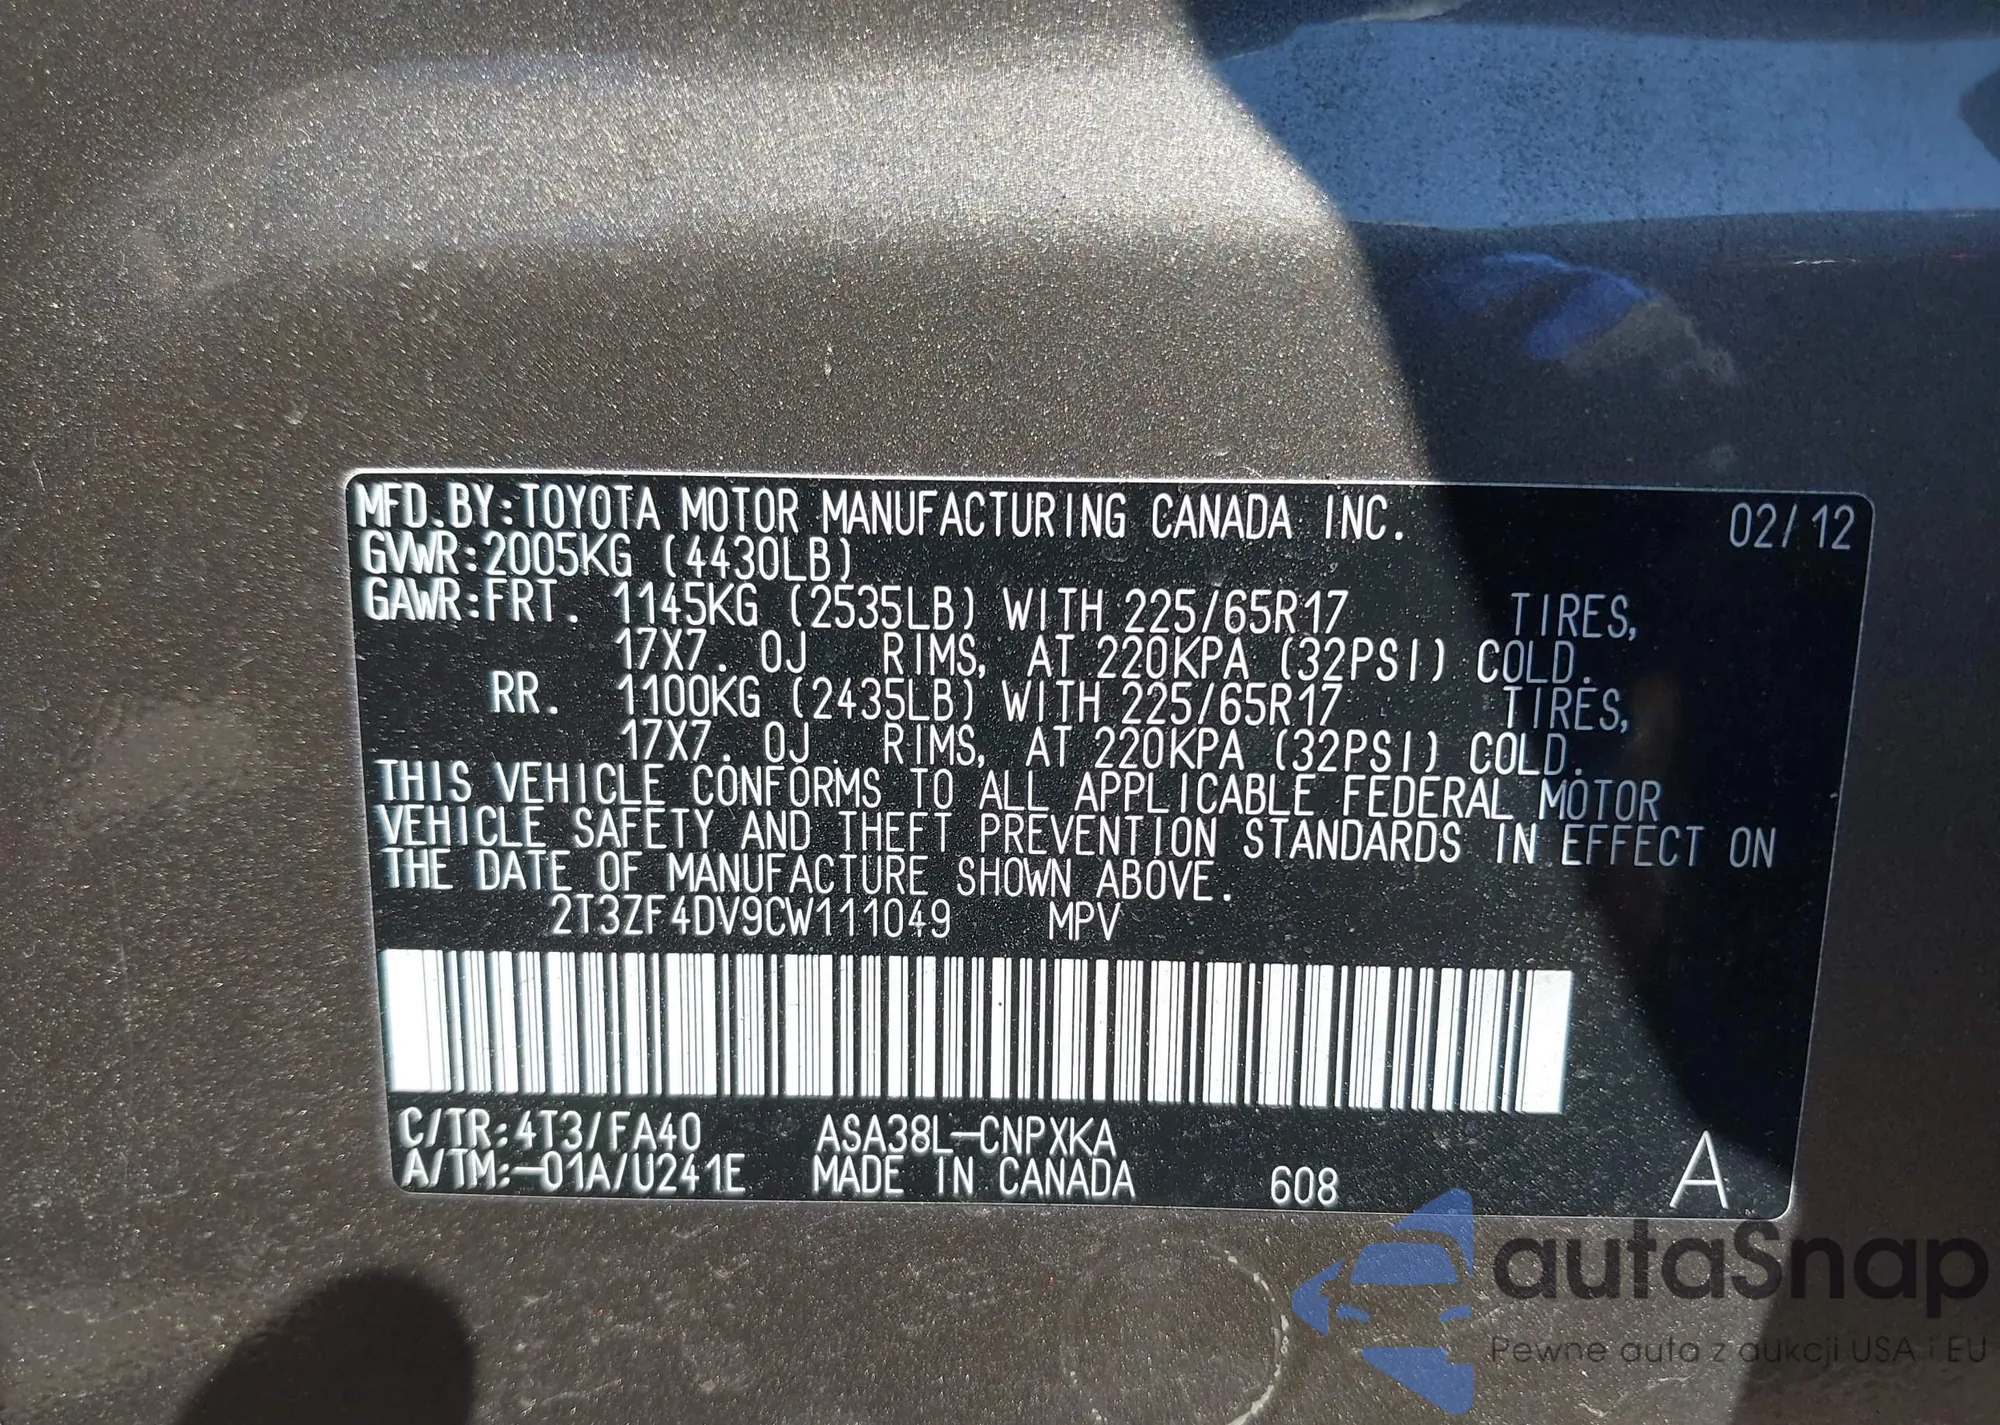 MFD.BY:TOYOTA MOTOR MANUFACTURING CANADA INC. 02/12
GVWR:2005KG (4430LB)
GAWR:FRT. 1145KG (2535LB) WITH 225/65R17 TIRES,
17X7. 0J RIMS, AT 220KPA (32PSI) COLD.
RR. 1100KG (2435LB) WITH 225/65R17 TIRES,
17X7. 0J RIMS, AT 220KPA (32PSI) COLD.
THIS VEHICLE CONFORMS TO ALL APPLICABLE FEDERAL MOTOR
VEHICLE SAFETY AND THEFT PREVENTION STANDARDS IN EFFECT ON
THE DATE OF MANUFACTURE SHOWN ABOVE.
2T3ZF4DV9CW111049 MPV
C/TR:4T3/FA40 ASA38L-CNPXKA
A/TM:-01A/U241E MADE IN CANADA 608 A
autaSnap
Pewne auta z aukcji USA i EU